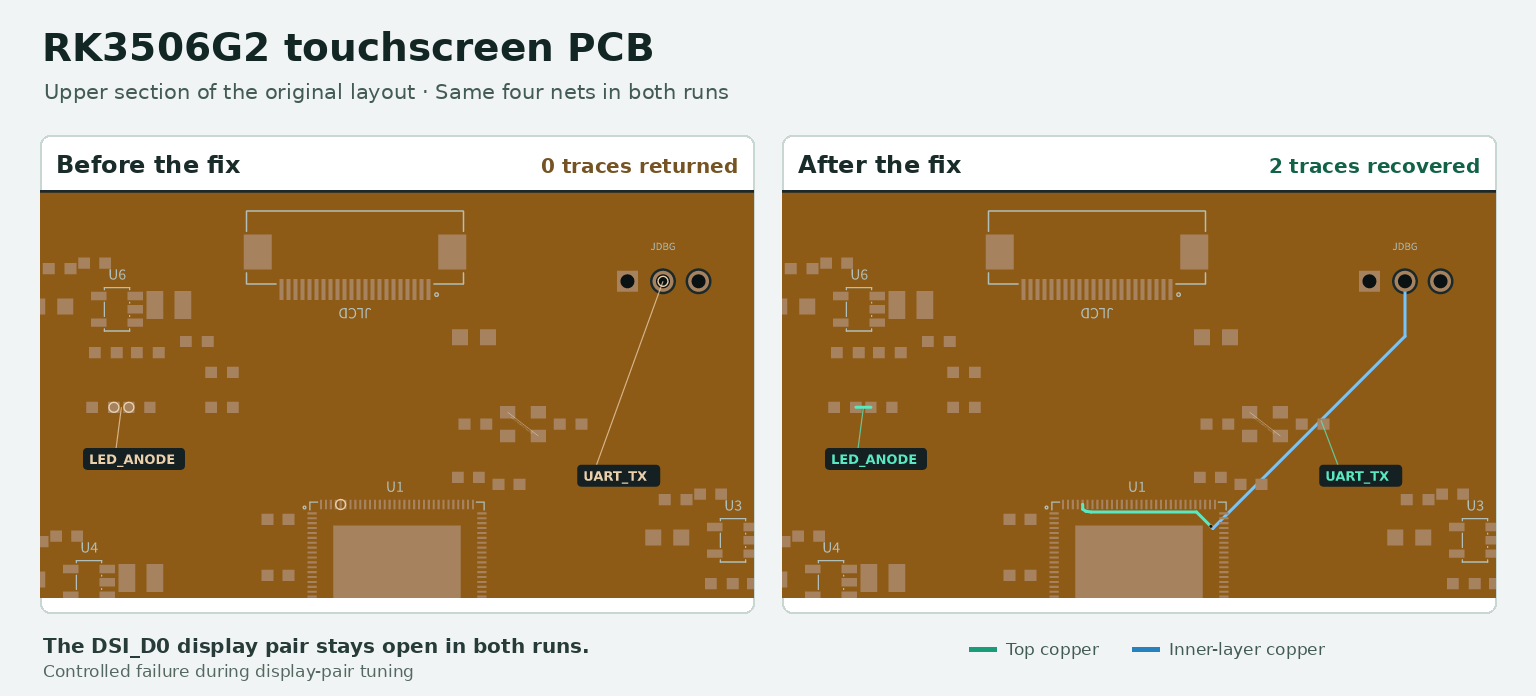 RK3506G2 touchscreen PCB
Upper section of the original layout · Same four nets in both runs
Before the fix
0 traces returned
JDBG
U6
JLCD
LED_ANODE
UART_TX
U1
U3
U4
After the fix
2 traces recovered
JDBG
U6
JLCD
LED_ANODE
UART_TX
U1
U3
U4
The DSI_D0 display pair stays open in both runs.
Controlled failure during display-pair tuning
Top copper
Inner-layer copper